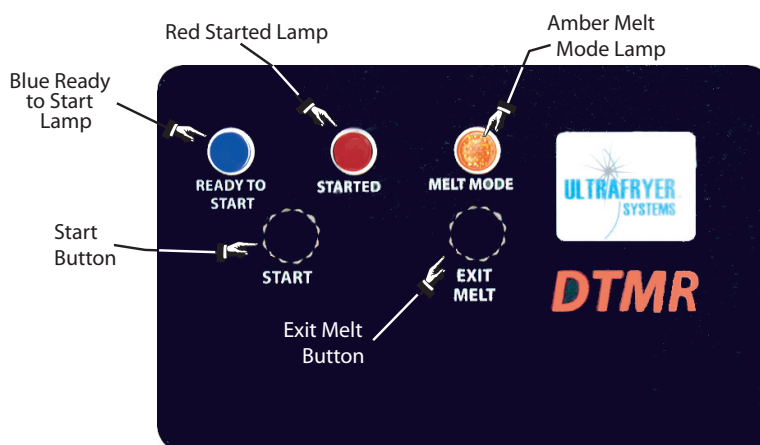 Red Started Lamp
Amber Melt
Mode Lamp
Blue Ready
to Start
Lamp
READY TO
START
STARTED
MELT MODE
ULTRAFRYER
SYSTEMS
Start
Button
START
EXIT
MELT
DTMR
Exit Melt
Button